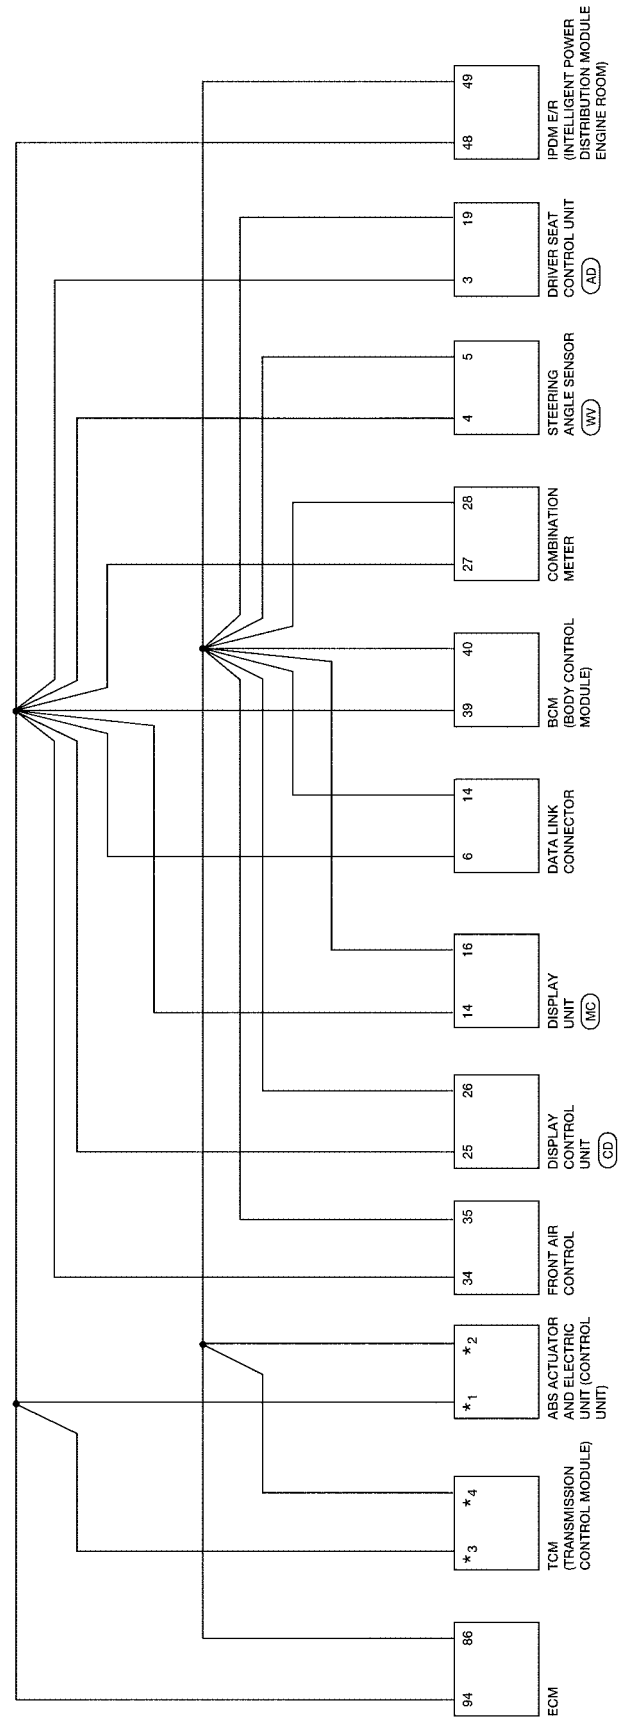 94 86
ECM
*3 *4
TCM
(TRANSMISSION
CONTROL MODULE)
*1 *2
ABS ACTUATOR
AND ELECTRIC
UNIT (CONTROL
UNIT)
34 35
FRONT AIR
CONTROL
25 26
DISPLAY
CONTROL
UNIT
CD
14 16
DISPLAY
UNIT
MC
6 14
DATA LINK
CONNECTOR
39 40
BCM
(BODY CONTROL
MODULE)
27 28
COMBINATION
METER
4 5
STEERING
ANGLE SENSOR
WV
3 19
DRIVER SEAT
CONTROL UNIT
AD
48 49
IPDM E/R
(INTELLIGENT POWER
DISTRIBUTION MODULE
ENGINE ROOM)